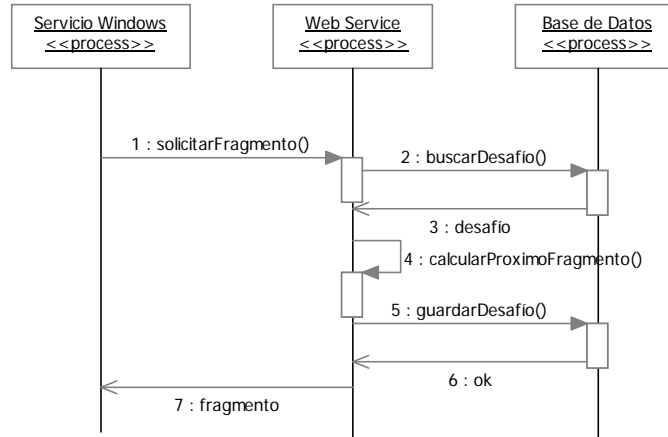 Servicio Windows
<<process>>
Web Service
<<process>>
Base de Datos
<<process>>
1 : solicitarFragmento()
2 : buscarDesafío()
3 : desafío
4 : calcularProximoFragmento()
5 : guardarDesafío()
6 : ok
7 : fragmento